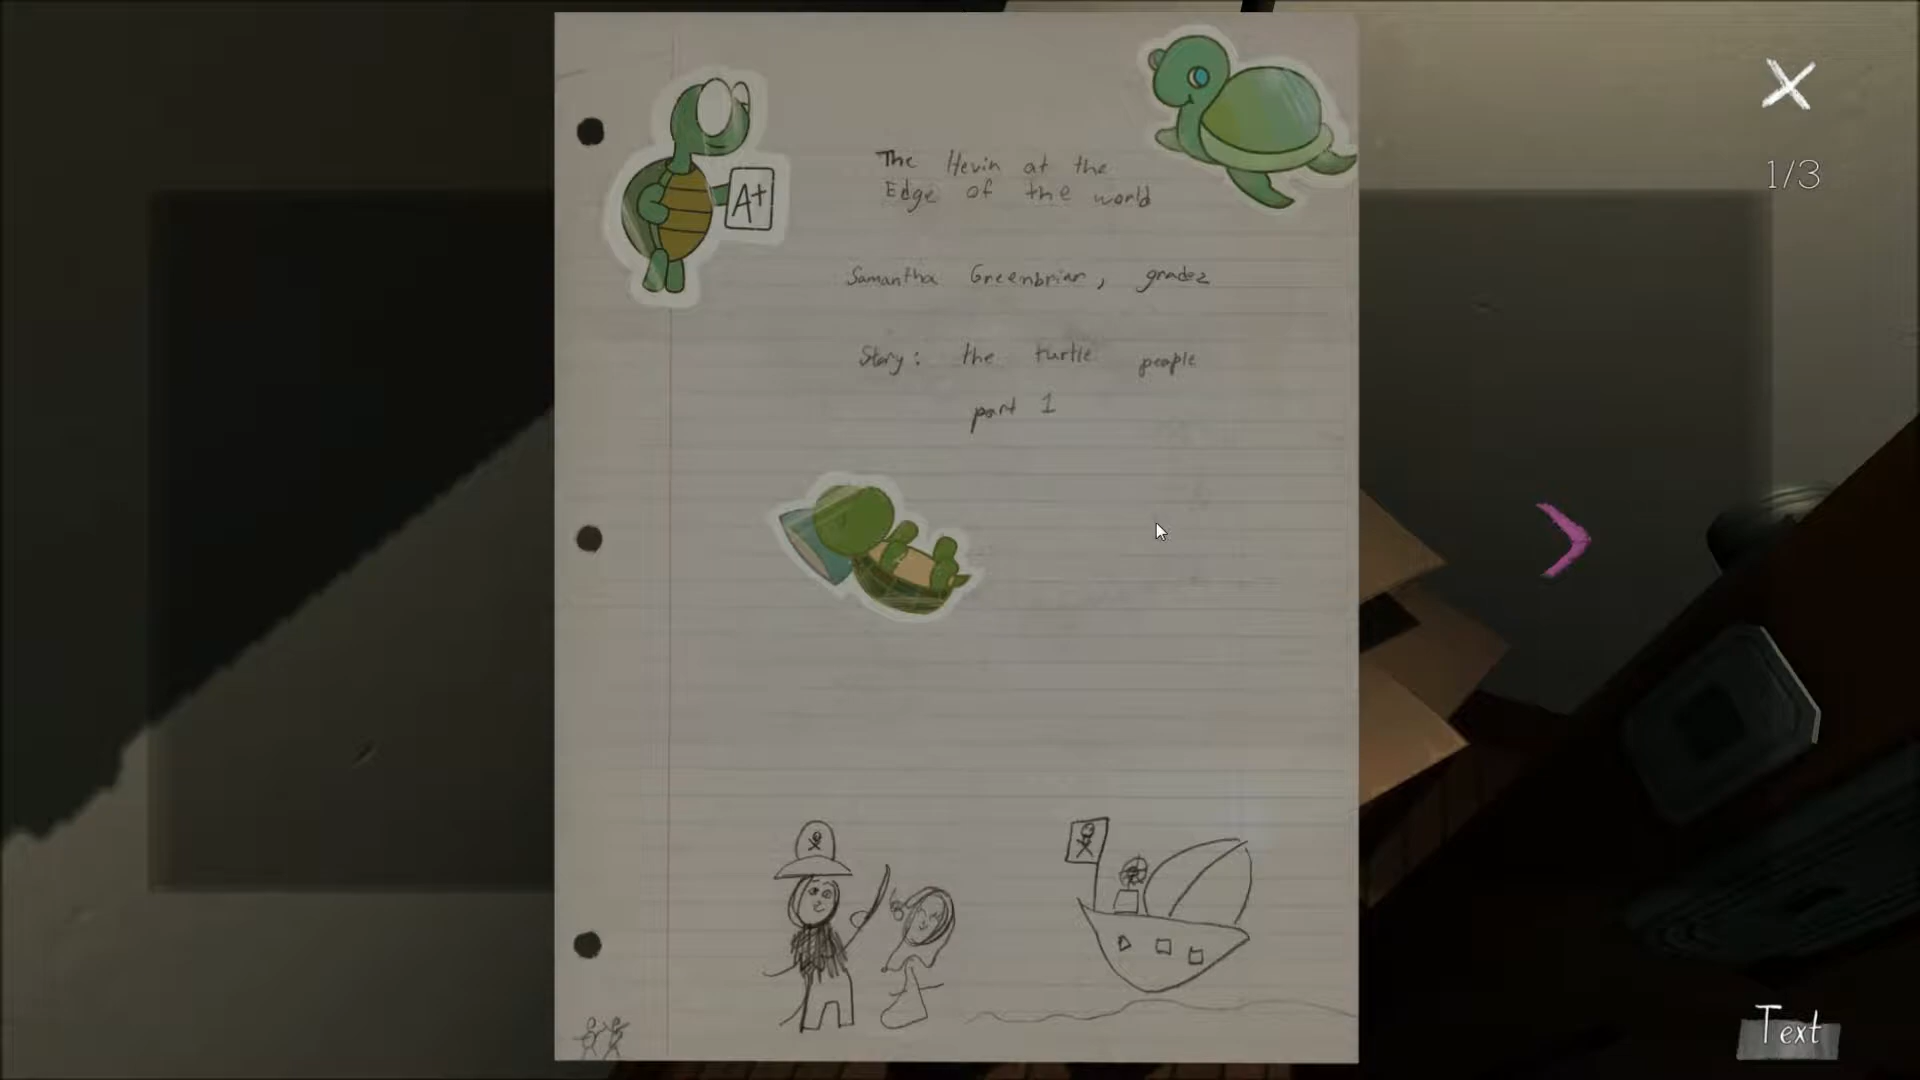 1/3
A+
The Hevin at the
Edge of the world
Samantha Greenbriar, grade2
Story: the turtle people
part 1
Text